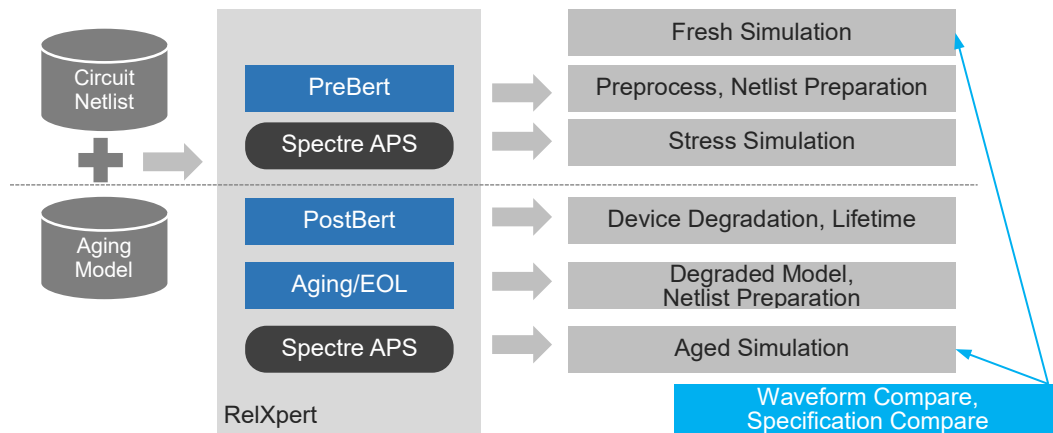 Circuit
Netlist
Aging
Model
PreBert
Spectre APS
PostBert
Aging/EOL
Spectre APS
RelXpert
Fresh Simulation
Preprocess, Netlist Preparation
Stress Simulation
Device Degradation, Lifetime
Degraded Model,
Netlist Preparation
Aged Simulation
Waveform Compare,
Specification Compare